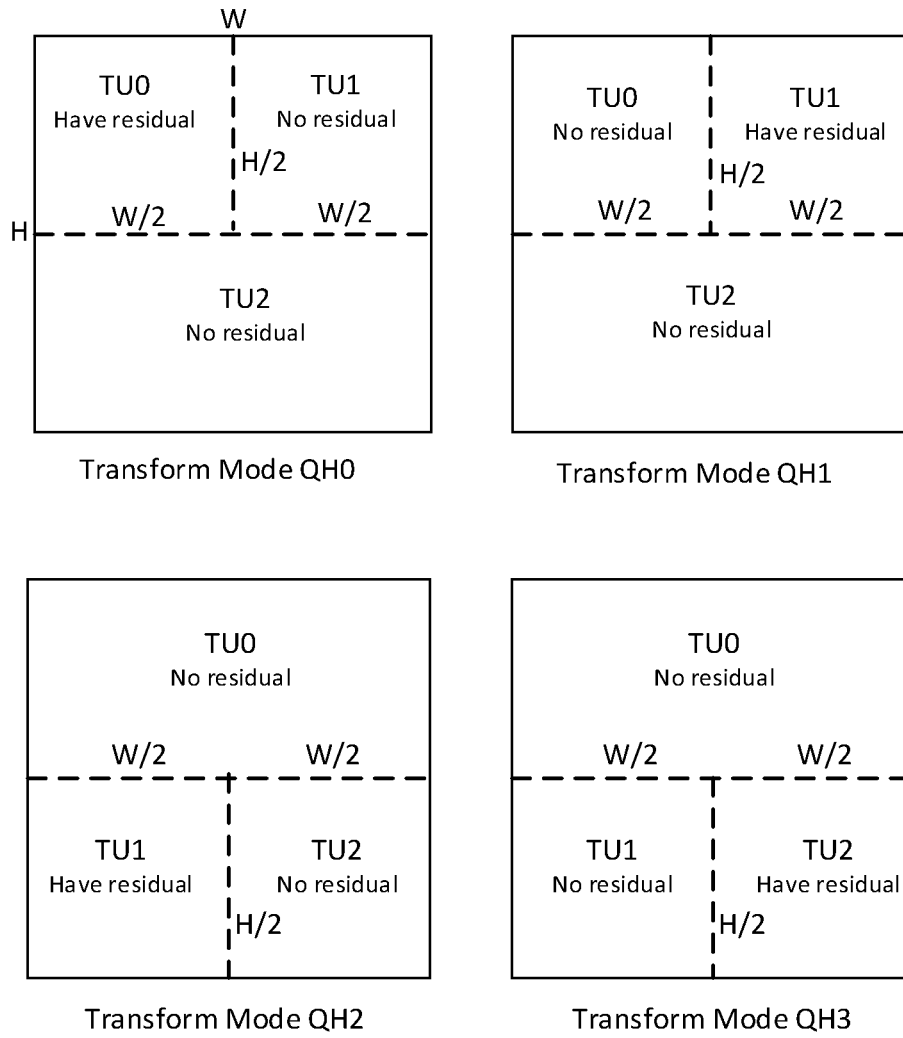 W
TU0
Have residual
TU1
No residual
H/2
W/2
W/2
H
TU2
No residual
Transform Mode QH0
TU0
No residual
TU1
Have residual
H/2
W/2
W/2
TU2
No residual
Transform Mode QH1
TU0
No residual
W/2
W/2
TU1
Have residual
TU2
No residual
H/2
Transform Mode QH2
TU0
No residual
W/2
W/2
TU1
No residual
TU2
Have residual
H/2
Transform Mode QH3